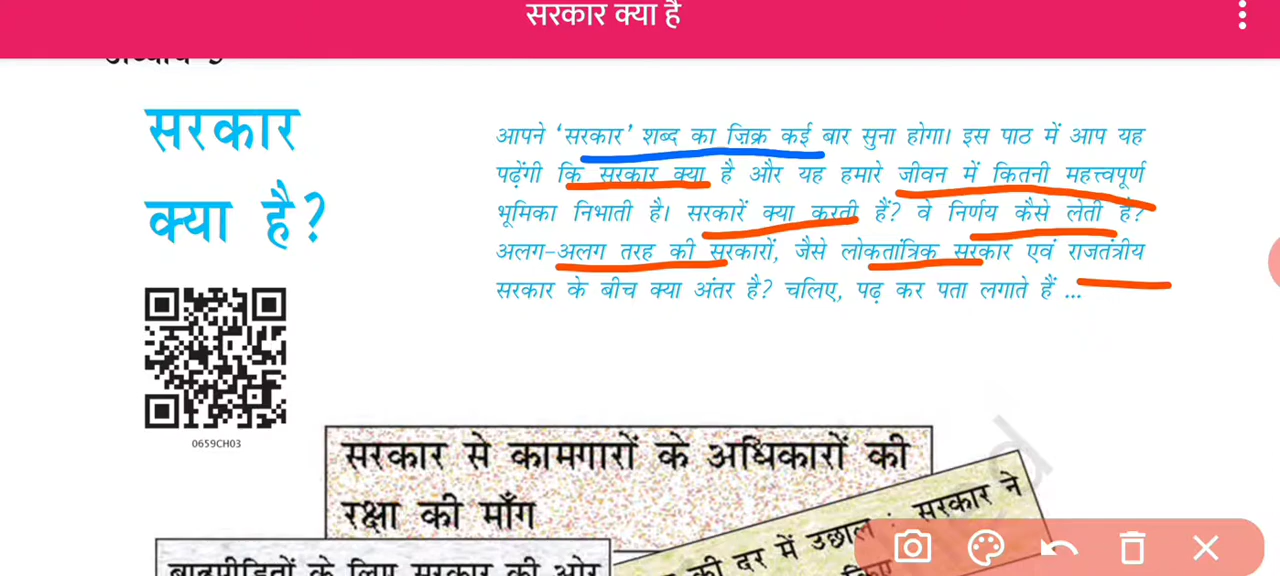 सरकार क्या है
सरकार
क्या है?
आपने ‘सरकार’ शब्द का ज़िक्र कई बार सुना होगा। इस पाठ में आप यह
पढ़ेंगी कि सरकार क्या है और यह हमारे जीवन में कितनी महत्त्वपूर्ण
भूमिका निभाती है। सरकारें क्या करती हैं? वे निर्णय कैसे लेती हैं?
अलग-अलग तरह की सरकारों, जैसे लोकतांत्रिक सरकार एवं राजतंत्रीय
सरकार के बीच क्या अंतर है? चलिए, पढ़ कर पता लगाते हैं ...
0659CH03
सरकार से कामगारों के अधिकारों की
रक्षा की माँग
की दर में उछाल : सरकार ने
बाढ़पीड़ितों के लिए सरकार की ओर